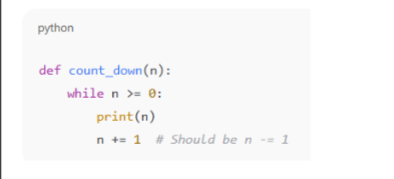 python
def count_down(n):
    while n >= 0:
        print(n)
        n += 1  # Should be n -= 1